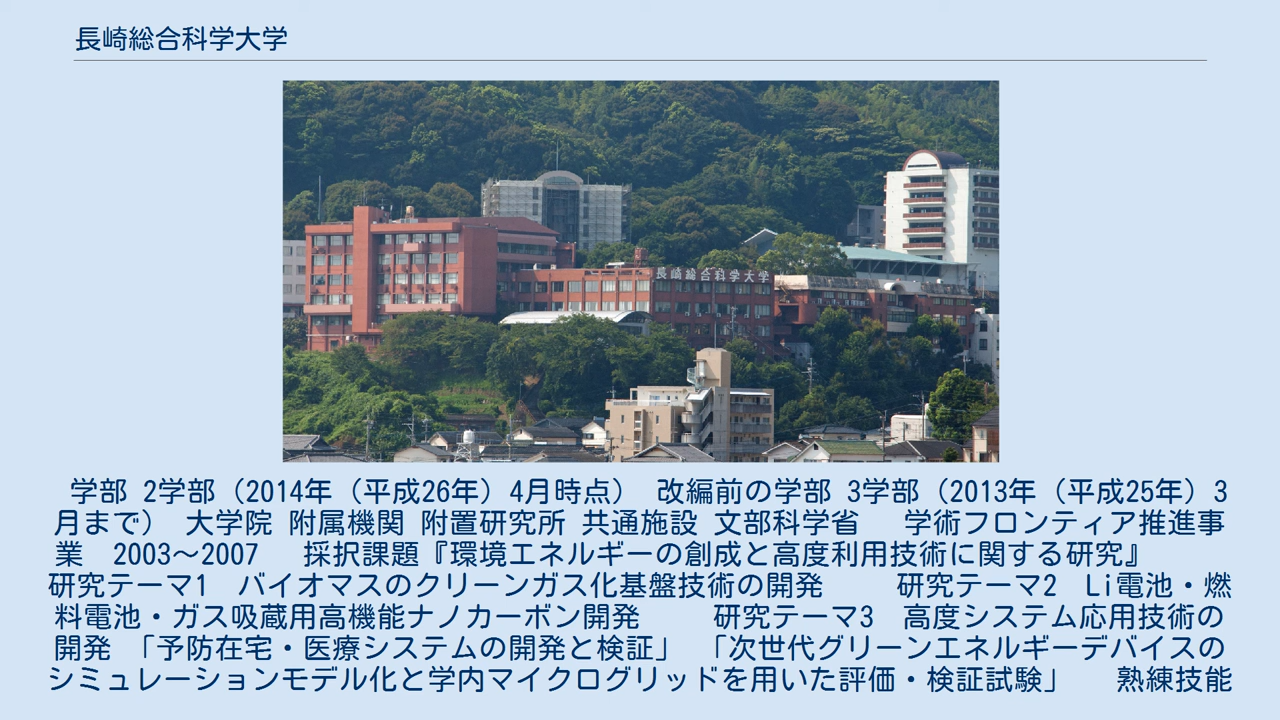 長崎総合科学大学
長崎総合科学大学
学部 2学部（2014年（平成26年）4月時点） 改編前の学部 3学部（2013年（平成25年）3
月まで） 大学院 附属機関 附置研究所 共通施設 文部科学省　学術フロンティア推進事
業　2003～2007　採択課題『環境エネルギーの創成と高度利用技術に関する研究』
研究テーマ1　バイオマスのクリーンガス化基盤技術の開発　　研究テーマ2　Li電池・燃
料電池・ガス吸蔵用高機能ナノカーボン開発　　研究テーマ3　高度システム応用技術の
開発 「予防在宅・医療システムの開発と検証」 「次世代グリーンエネルギーデバイスの
シミュレーションモデル化と学内マイクログリッドを用いた評価・検証試験」　熟練技能